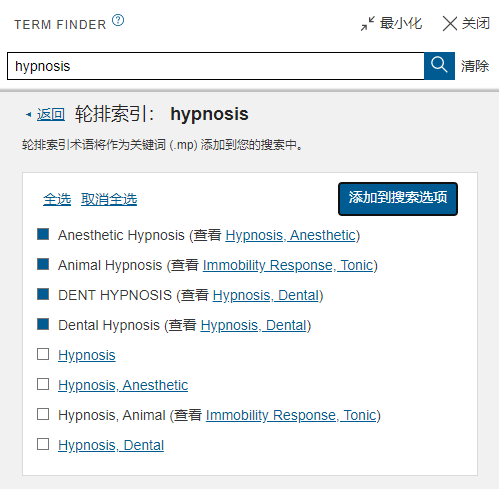 TERM FINDER ? 最小化 关闭
hypnosis 清除
返回 轮排索引： hypnosis
轮排索引术语将作为关键词 (.mp) 添加到您的搜索中。
全选 取消全选 添加到搜索选项
Anesthetic Hypnosis (查看 Hypnosis, Anesthetic)
Animal Hypnosis (查看 Immobility Response, Tonic)
DENT HYPNOSIS (查看 Hypnosis, Dental)
Dental Hypnosis (查看 Hypnosis, Dental)
Hypnosis
Hypnosis, Anesthetic
Hypnosis, Animal (查看 Immobility Response, Tonic)
Hypnosis, Dental